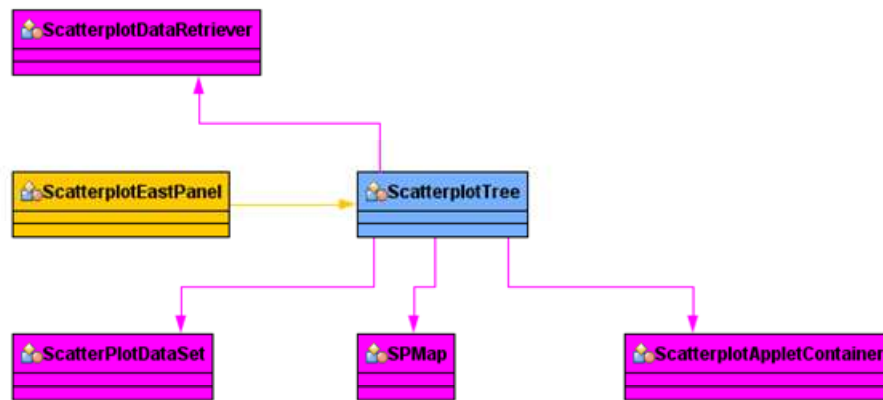 ScatterplotDataRetriever
ScatterplotEastPanel
ScatterplotTree
ScatterPlotDataSet
SPMap
ScatterplotAppletContainer